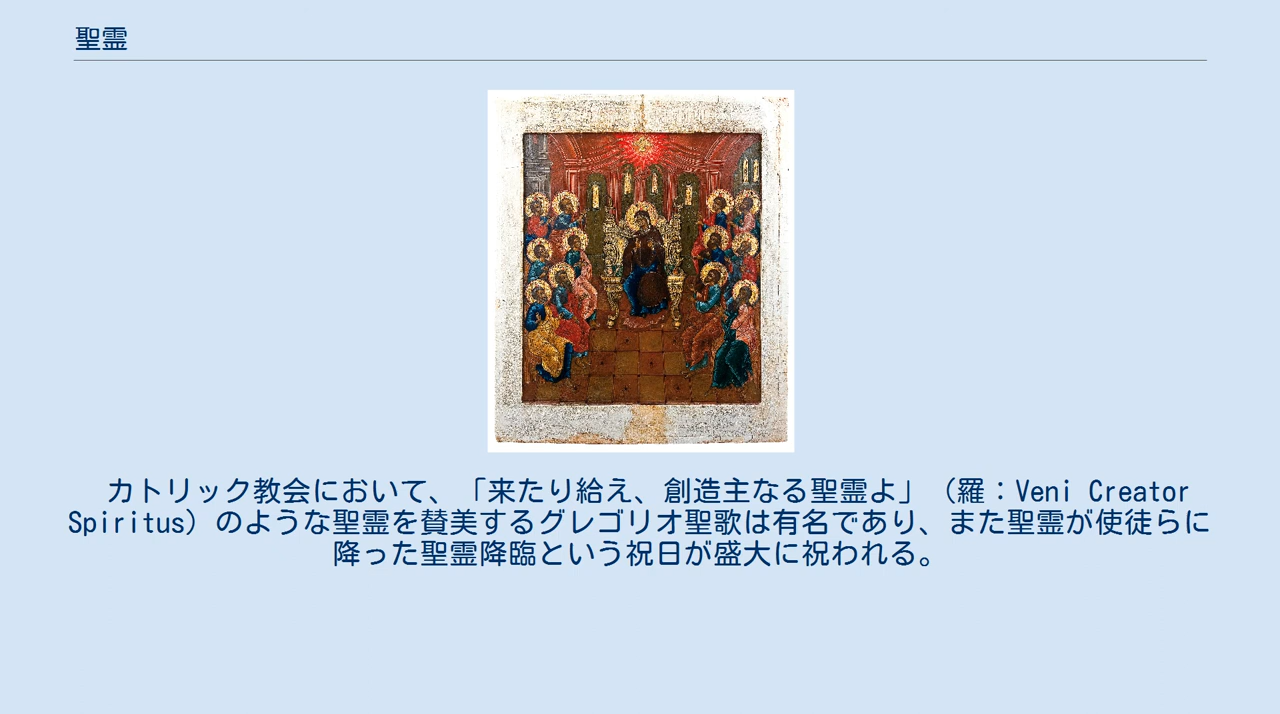 聖霊
カトリック教会において、「来たり給え、創造主なる聖霊よ」（羅：Veni Creator
Spiritus）のような聖霊を賛美するグレゴリオ聖歌は有名であり、また聖霊が使徒らに
降った聖霊降臨という祝日が盛大に祝われる。